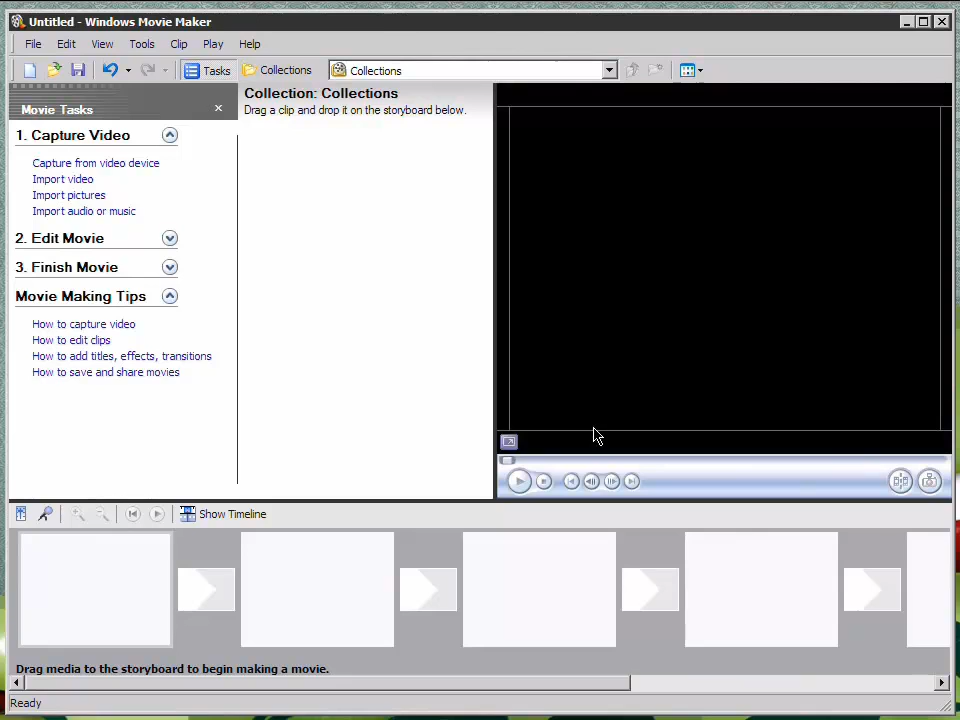 Untitled - Windows Movie Maker
File Edit View Tools Clip Play Help
Tasks Collections Collections
Movie Tasks
Collection: Collections
Drag a clip and drop it on the storyboard below.
1. Capture Video
Capture from video device
Import video
Import pictures
Import audio or music
2. Edit Movie
3. Finish Movie
Movie Making Tips
How to capture video
How to edit clips
How to add titles, effects, transitions
How to save and share movies
Show Timeline
Drag media to the storyboard to begin making a movie.
Ready